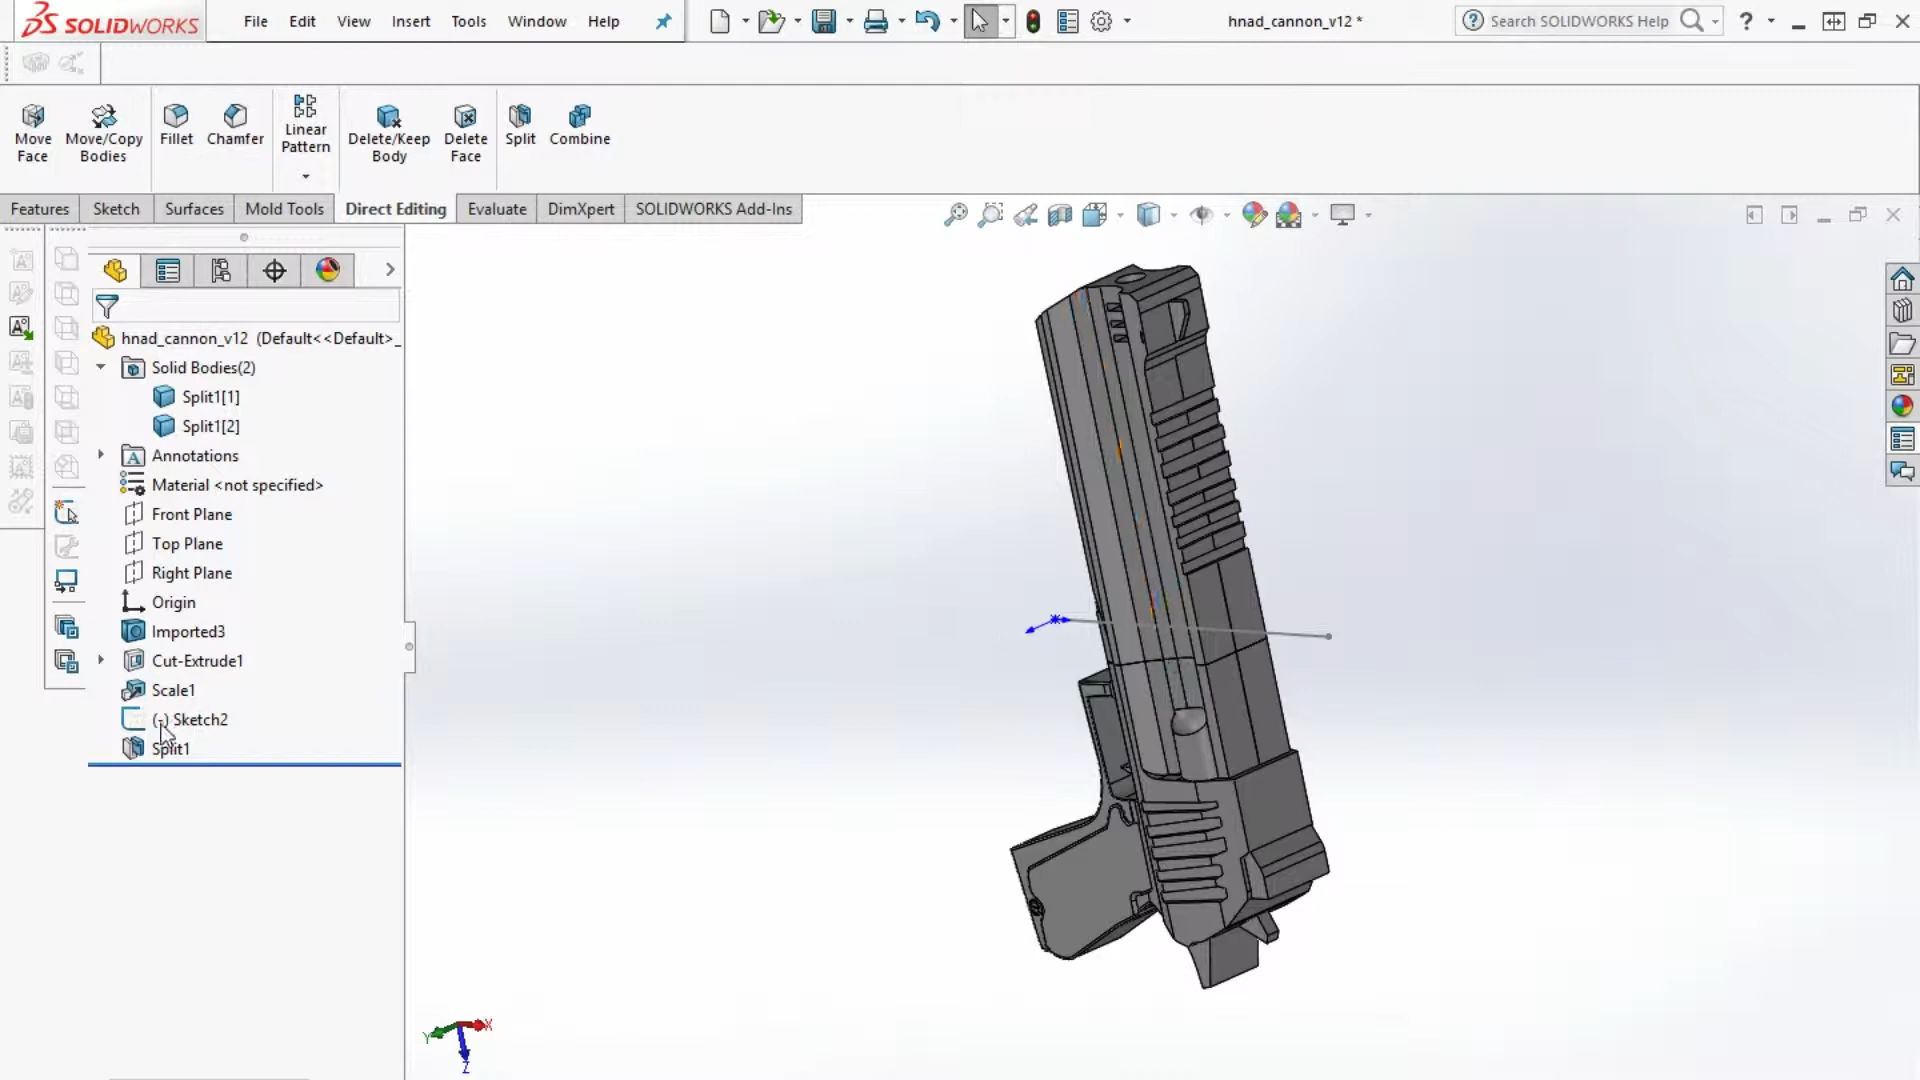 SOLIDWORKS File Edit View Insert Tools Window Help hnad_cannon_v12 * Search SOLIDWORKS Help
Move Face
Move/Copy Bodies
Fillet
Chamfer
Linear Pattern
Delete/Keep Body
Delete Face
Split
Combine
Features Sketch Surfaces Mold Tools Direct Editing Evaluate DimXpert SOLIDWORKS Add-Ins
hnad_cannon_v12 (Default<<Default>_
Solid Bodies(2)
Split1[1]
Split1[2]
Annotations
Material <not specified>
Front Plane
Top Plane
Right Plane
Origin
Imported3
Cut-Extrude1
Scale1
(-) Sketch2
Split1
Y X
Z